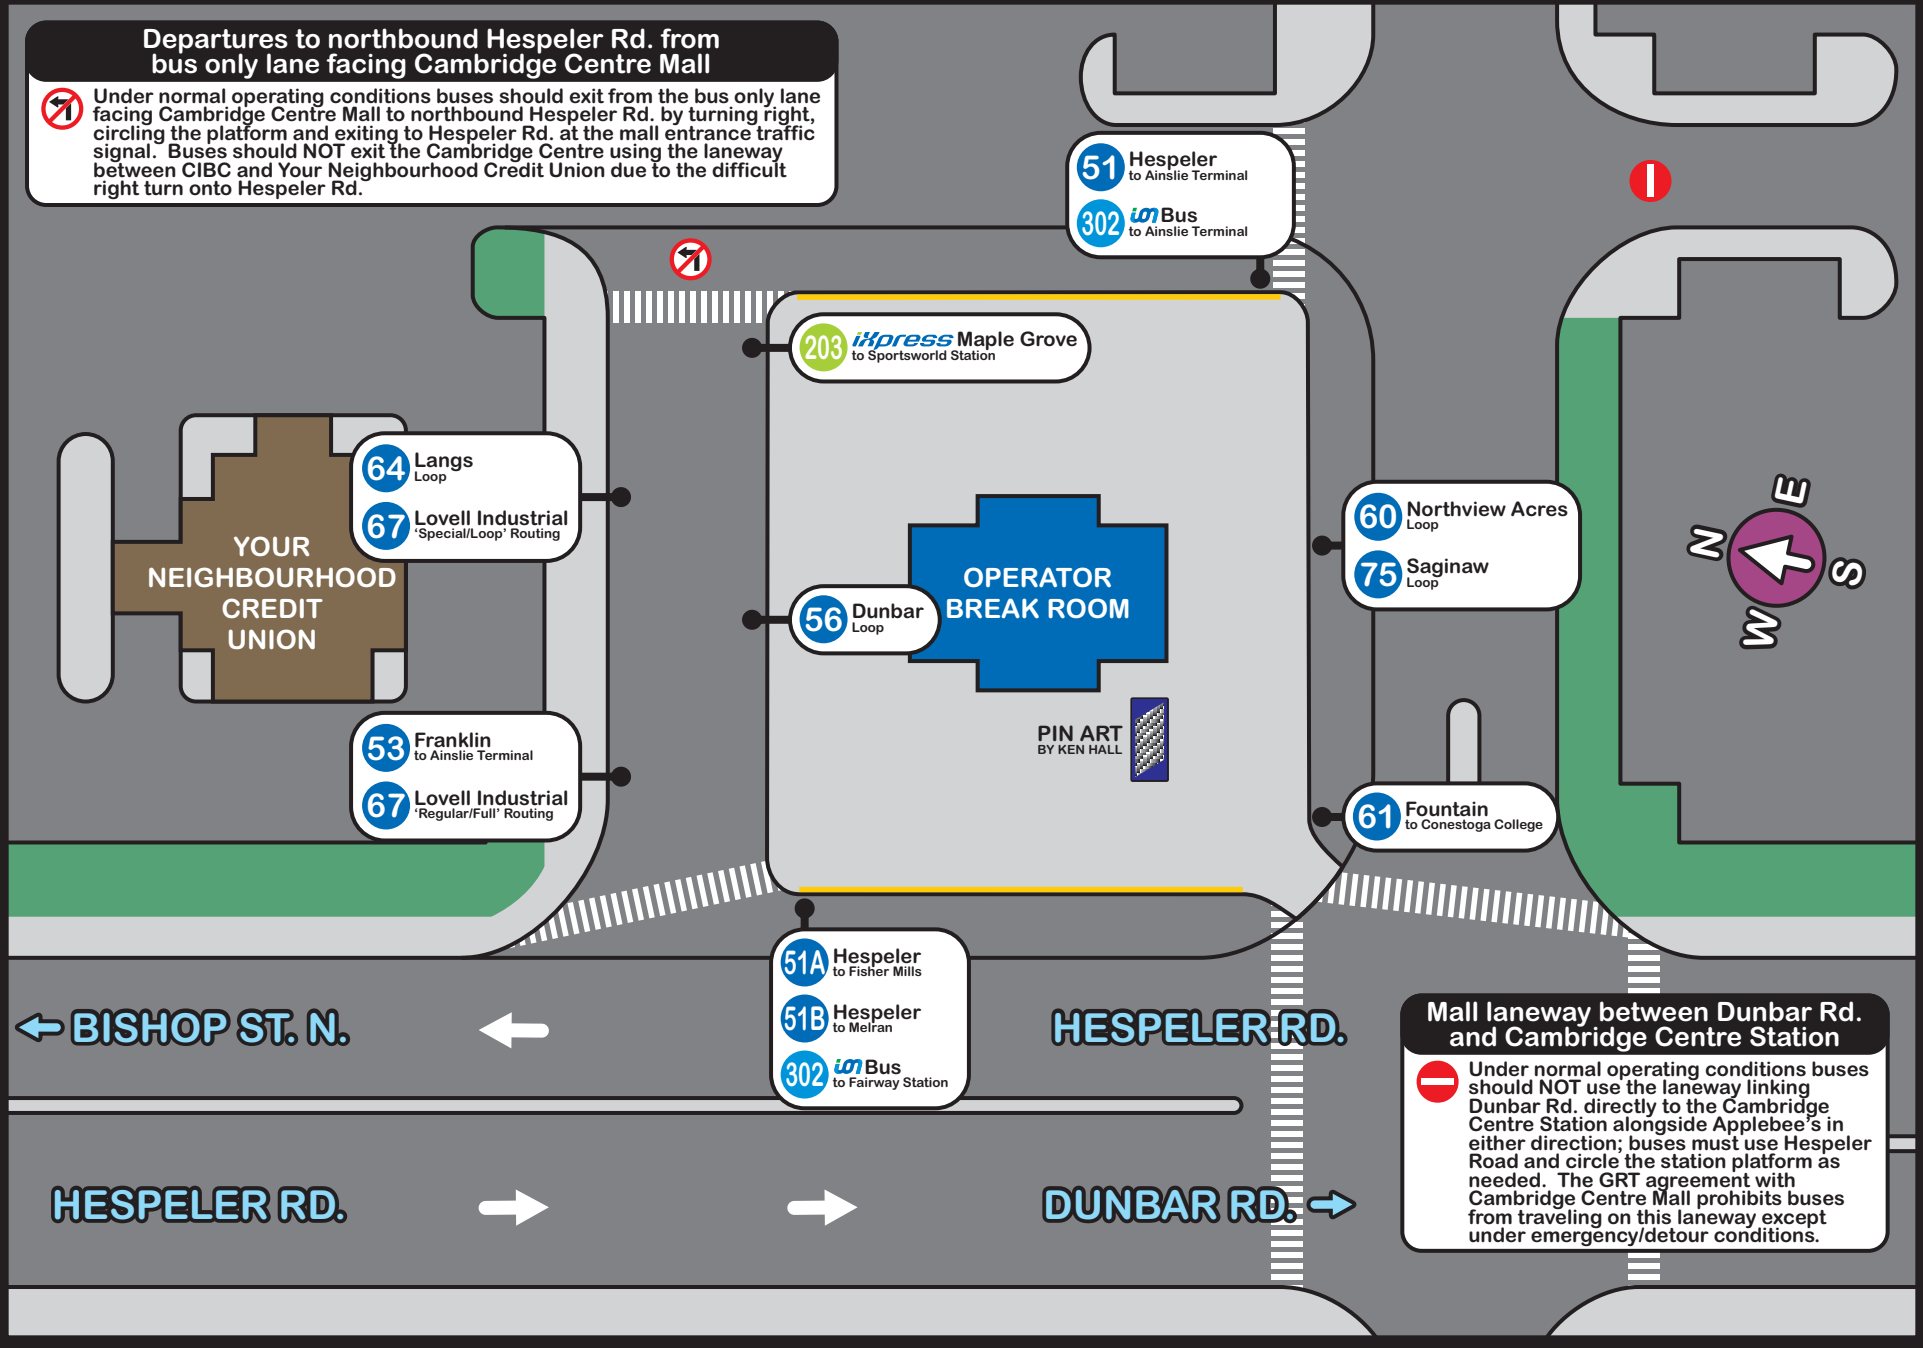 Departures to northbound Hespeler Rd. from
bus only lane facing Cambridge Centre Mall
Under normal operating conditions buses should exit from the bus only lane
facing Cambridge Centre Mall to northbound Hespeler Rd. by turning right,
circling the platform and exiting to Hespeler Rd. at the mall entrance traffic
signal. Buses should NOT exit the Cambridge Centre using the laneway
between CIBC and Your Neighbourhood Credit Union due to the difficult
right turn onto Hespeler Rd.
51 Hespeler
to Ainslie Terminal
302 ion Bus
to Ainslie Terminal
203 iXpress Maple Grove
to Sportsworld Station
64 Langs
Loop
67 Lovell Industrial
'Special/Loop' Routing
YOUR
NEIGHBOURHOOD
CREDIT
UNION
OPERATOR
BREAK ROOM
56 Dunbar
Loop
60 Northview Acres
Loop
75 Saginaw
Loop
N
E
S
W
PIN ART
BY KEN HALL
53 Franklin
to Ainslie Terminal
67 Lovell Industrial
'Regular/Full' Routing
61 Fountain
to Conestoga College
51A Hespeler
to Fisher Mills
51B Hespeler
to Melran
302 ion Bus
to Fairway Station
BISHOP ST. N.
HESPELER RD.
HESPELER RD.
DUNBAR RD.
Mall laneway between Dunbar Rd.
and Cambridge Centre Station
Under normal operating conditions buses
should NOT use the laneway linking
Dunbar Rd. directly to the Cambridge
Centre Station alongside Applebee's in
either direction; buses must use Hespeler
Road and circle the station platform as
needed. The GRT agreement with
Cambridge Centre Mall prohibits buses
from traveling on this laneway except
under emergency/detour conditions.